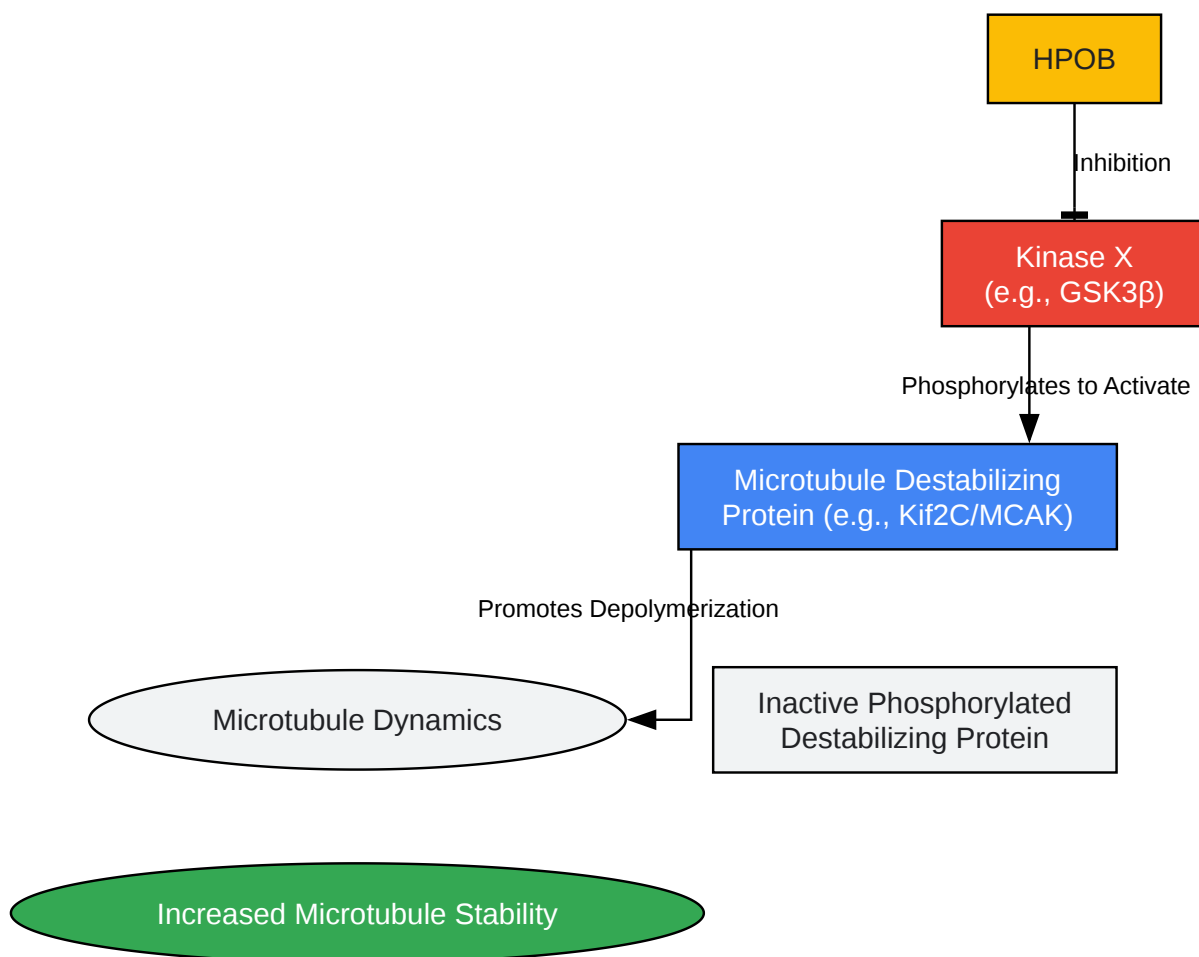 HPOB
Inhibition
Kinase X
(e.g., GSK3β)
Phosphorylates to Activate
Microtubule Destabilizing
Protein (e.g., Kif2C/MCAK)
Promotes Depolymerization
Microtubule Dynamics
Inactive Phosphorylated
Destabilizing Protein
Increased Microtubule Stability